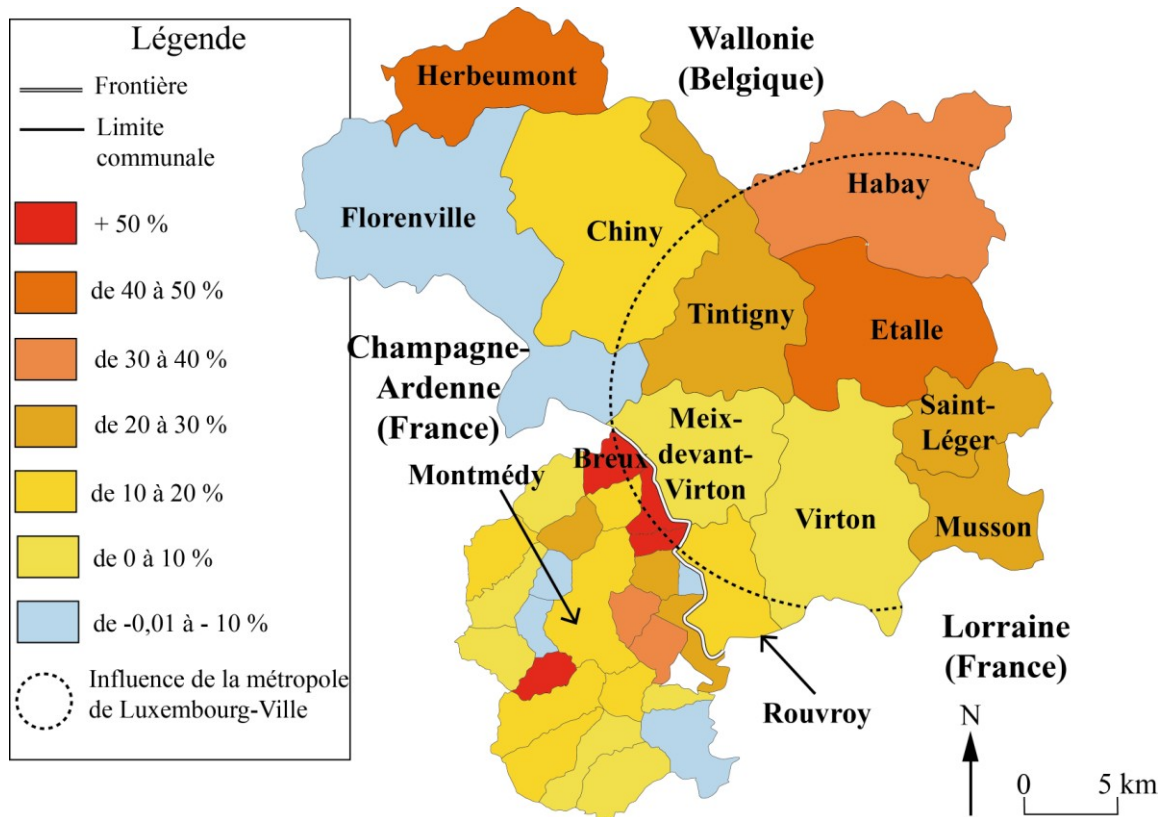 Légende
Frontière
Limite
communale
+ 50 %
de 40 à 50 %
de 30 à 40 %
de 20 à 30 %
de 10 à 20 %
de 0 à 10 %
de -0,01 à - 10 %
Influence de la métropole
de Luxembourg-Ville
Wallonie
(Belgique)
Herbeumont
Habay
Florenville
Chiny
Tintigny
Etalle
Champagne-
Ardenne
(France)
Saint-
Léger
Meix-
devant-
Virton
Breux
Montmédy
Virton
Musson
Lorraine
(France)
Rouvroy
N
0 5 km